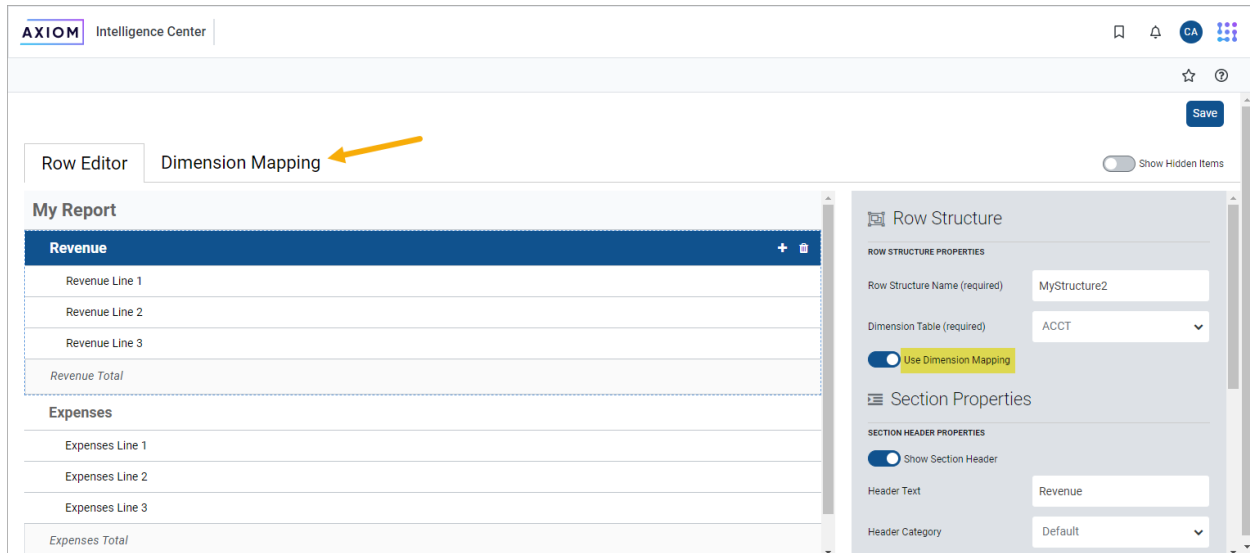 AXIOM Intelligence Center
CA
Save
Row Editor Dimension Mapping
Show Hidden Items
My Report
Revenue
Revenue Line 1
Revenue Line 2
Revenue Line 3
Revenue Total
Expenses
Expenses Line 1
Expenses Line 2
Expenses Line 3
Expenses Total
Row Structure
ROW STRUCTURE PROPERTIES
Row Structure Name (required) MyStructure2
Dimension Table (required) ACCT
Use Dimension Mapping
Section Properties
SECTION HEADER PROPERTIES
Show Section Header
Header Text Revenue
Header Category Default